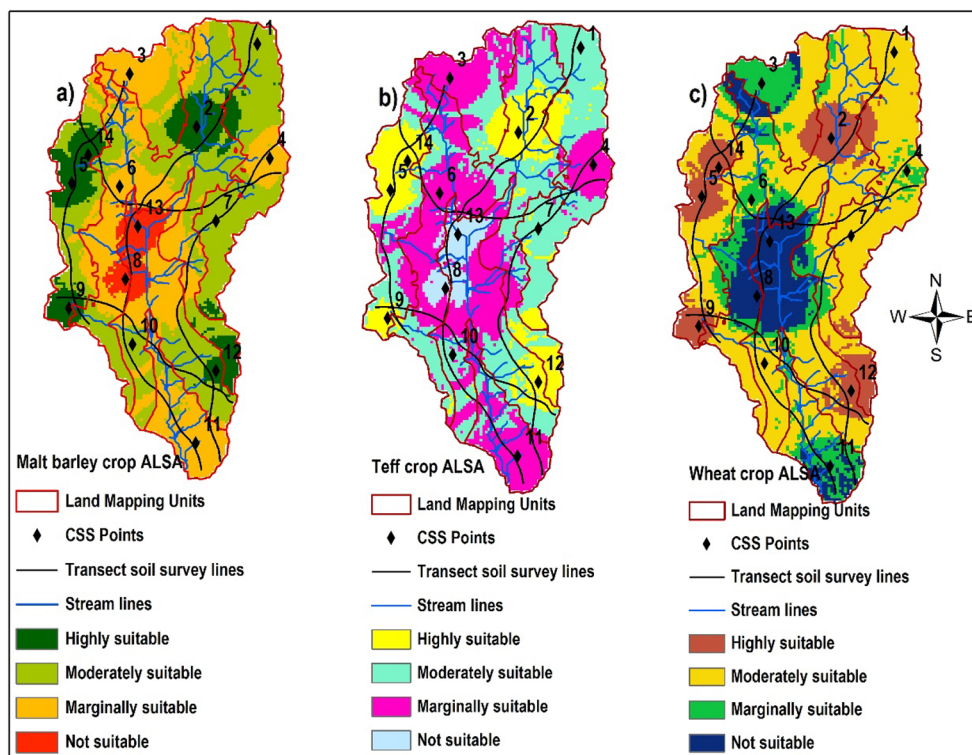 a)
1
2
3
4
5
6
7
8
9
10
11
12
13
14
Malt barley crop ALSA
Land Mapping Units
CSS Points
Transect soil survey lines
Stream lines
Highly suitable
Moderately suitable
Marginally suitable
Not suitable
b)
1
2
3
4
5
6
7
8
9
10
11
12
13
14
Teff crop ALSA
Land Mapping Units
CSS Points
Transect soil survey lines
Stream lines
Highly suitable
Moderately suitable
Marginally suitable
Not suitable
c)
1
2
3
4
5
6
7
8
9
10
11
12
13
14
Wheat crop ALSA
Land Mapping Units
CSS Points
Transect soil survey lines
Stream lines
Highly suitable
Moderately suitable
Marginally suitable
Not suitable
N
W E
S